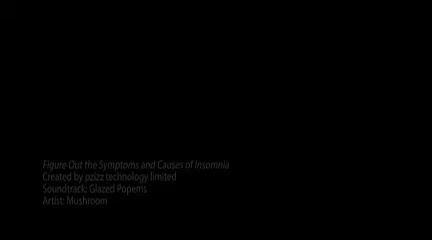 Figure Out the Symptoms and Causes of Insomnia
Created by pzizz technology limited
Soundtrack: Glazed Popems
Artist: Mushroom